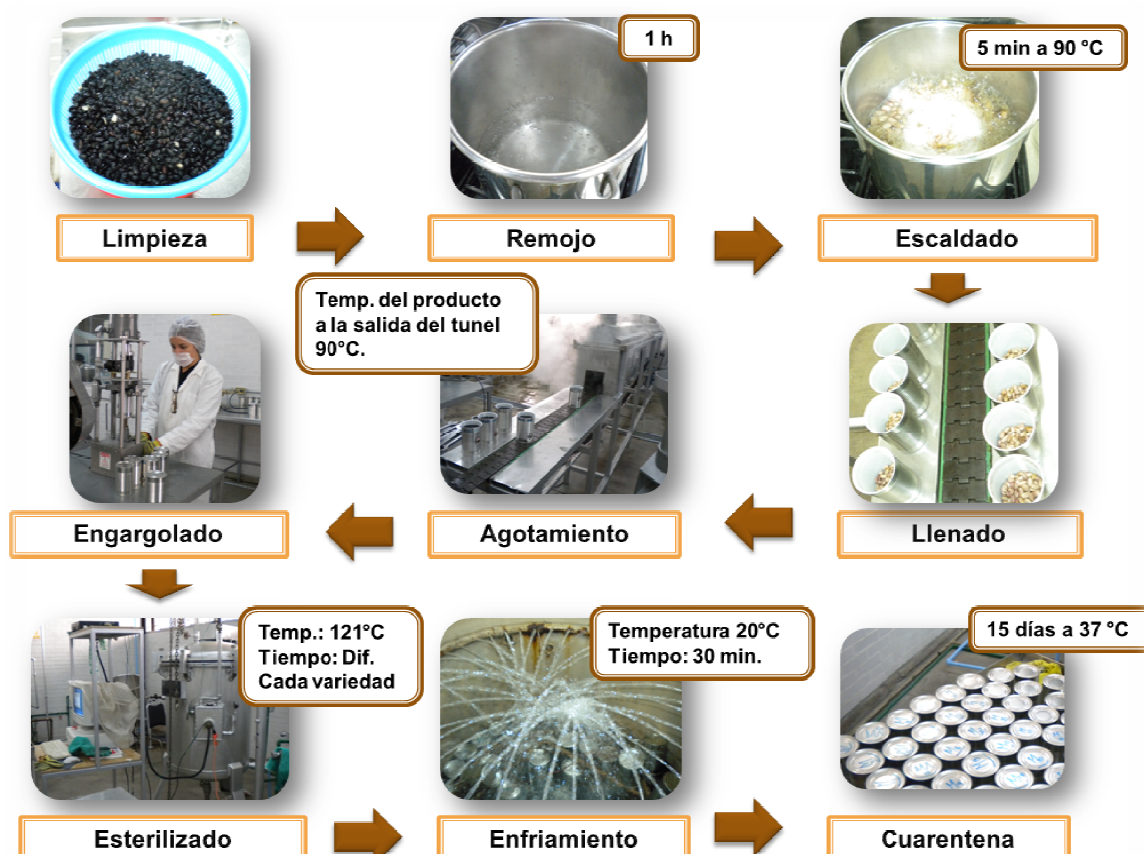 1 h
5 min a 90 °C
Limpieza
Remojo
Escaldado
Temp. del producto
a la salida del tunel
90°C.
Engargolado
Agotamiento
Llenado
Temp.: 121°C
Tiempo: Dif.
Cada variedad
Temperatura 20°C
Tiempo: 30 min.
15 días a 37 °C
Esterilizado
Enfriamiento
Cuarentena